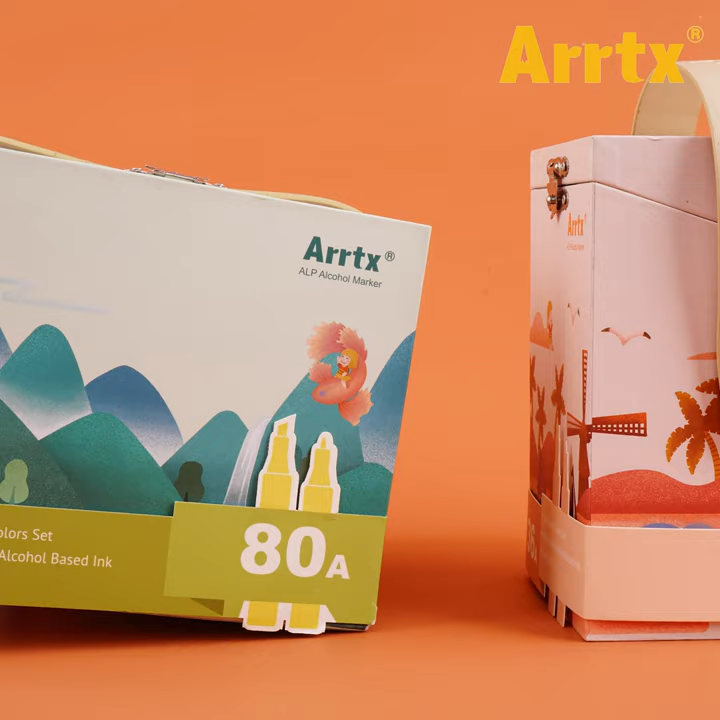 Arrtx®
Arrtx®
ALP Alcohol Marker
Arrtx
olors Set
Alcohol Based Ink
80A